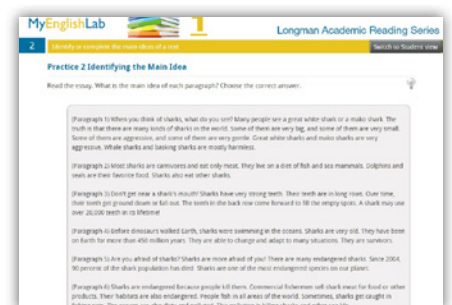 MyEnglishLab
1
Longman Academic Reading Series
2 Identify or complete the main ideas of a text
Switch to Student view
Practice 2 Identifying the Main Idea
Read the essay. What is the main idea of each paragraph? Choose the correct answer.
(Paragraph 1) When you think of sharks, what do you see? Many people see a great white shark or a mako shark. The
truth is that there are many kinds of sharks in the world. Some of them are very big, and some of them are very small.
Some of them are aggressive, and some of them are very gentle. Great white sharks and mako sharks are very
aggressive. Whale sharks and basking sharks are mostly harmless.
(Paragraph 2) Most sharks are carnivores and eat only meat. They live on a diet of fish and sea mammals. Dolphins and
seals are their favorite food. Sharks also eat other sharks.
(Paragraph 3) Don't get near a shark's mouth! Sharks have very strong teeth. Their teeth are in long rows. Over time,
their teeth get ground down or fall out. The teeth in the back row come forward to fill the empty spots. A shark may use
over 20,000 teeth in its lifetime!
(Paragraph 4) Before dinosaurs walked Earth, sharks were swimming in the oceans. Sharks are very old. They have been
on Earth for more than 450 million years. They are able to change and adapt to many situations. They are survivors.
(Paragraph 5) Are you afraid of sharks? Sharks are more afraid of you! There are many endangered sharks. Since 2004,
90 percent of the shark population has died. Sharks are one of the most endangered species on our planet.
(Paragraph 6) Sharks are endangered because people kill them. Commercial fishermen sell shark meat for food or other
products. Their habitats are also endangered. People fish in all areas of the world. Sometimes, sharks get caught in